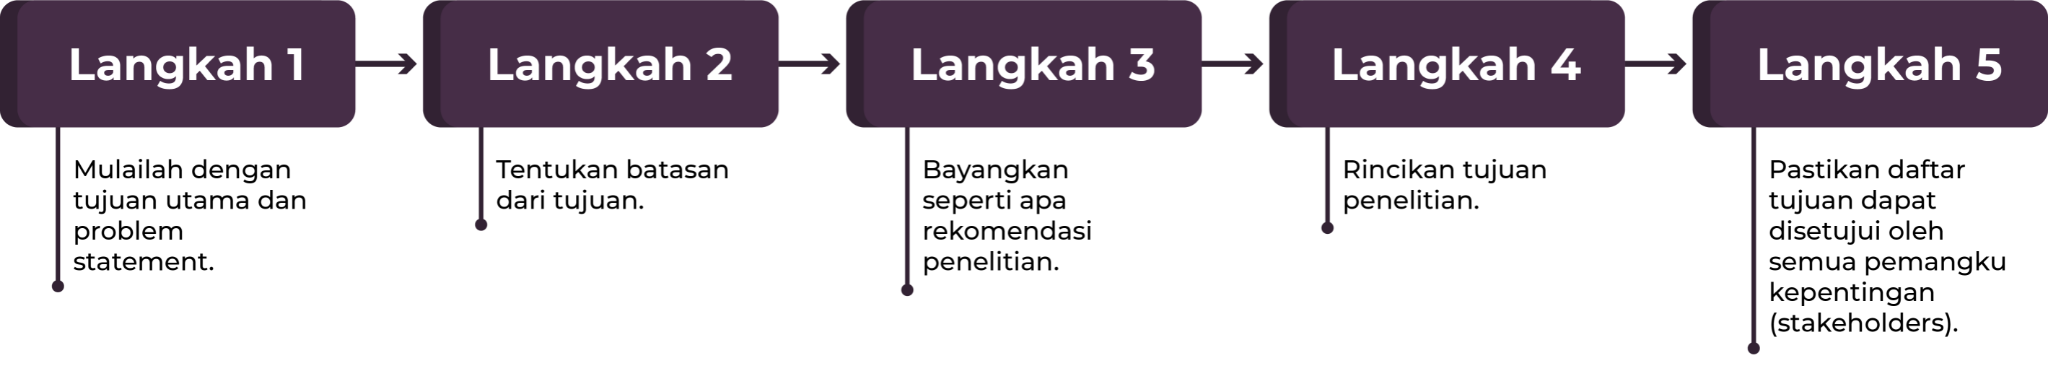 Langkah 1
Mulailah dengan
tujuan utama dan
problem
statement.
Langkah 2
Tentukan batasan
dari tujuan.
Langkah 3
Bayangkan
seperti apa
rekomendasi
penelitian.
Langkah 4
Rincikan tujuan
penelitian.
Langkah 5
Pastikan daftar
tujuan dapat
disetujui oleh
semua pemangku
kepentingan
(stakeholders).